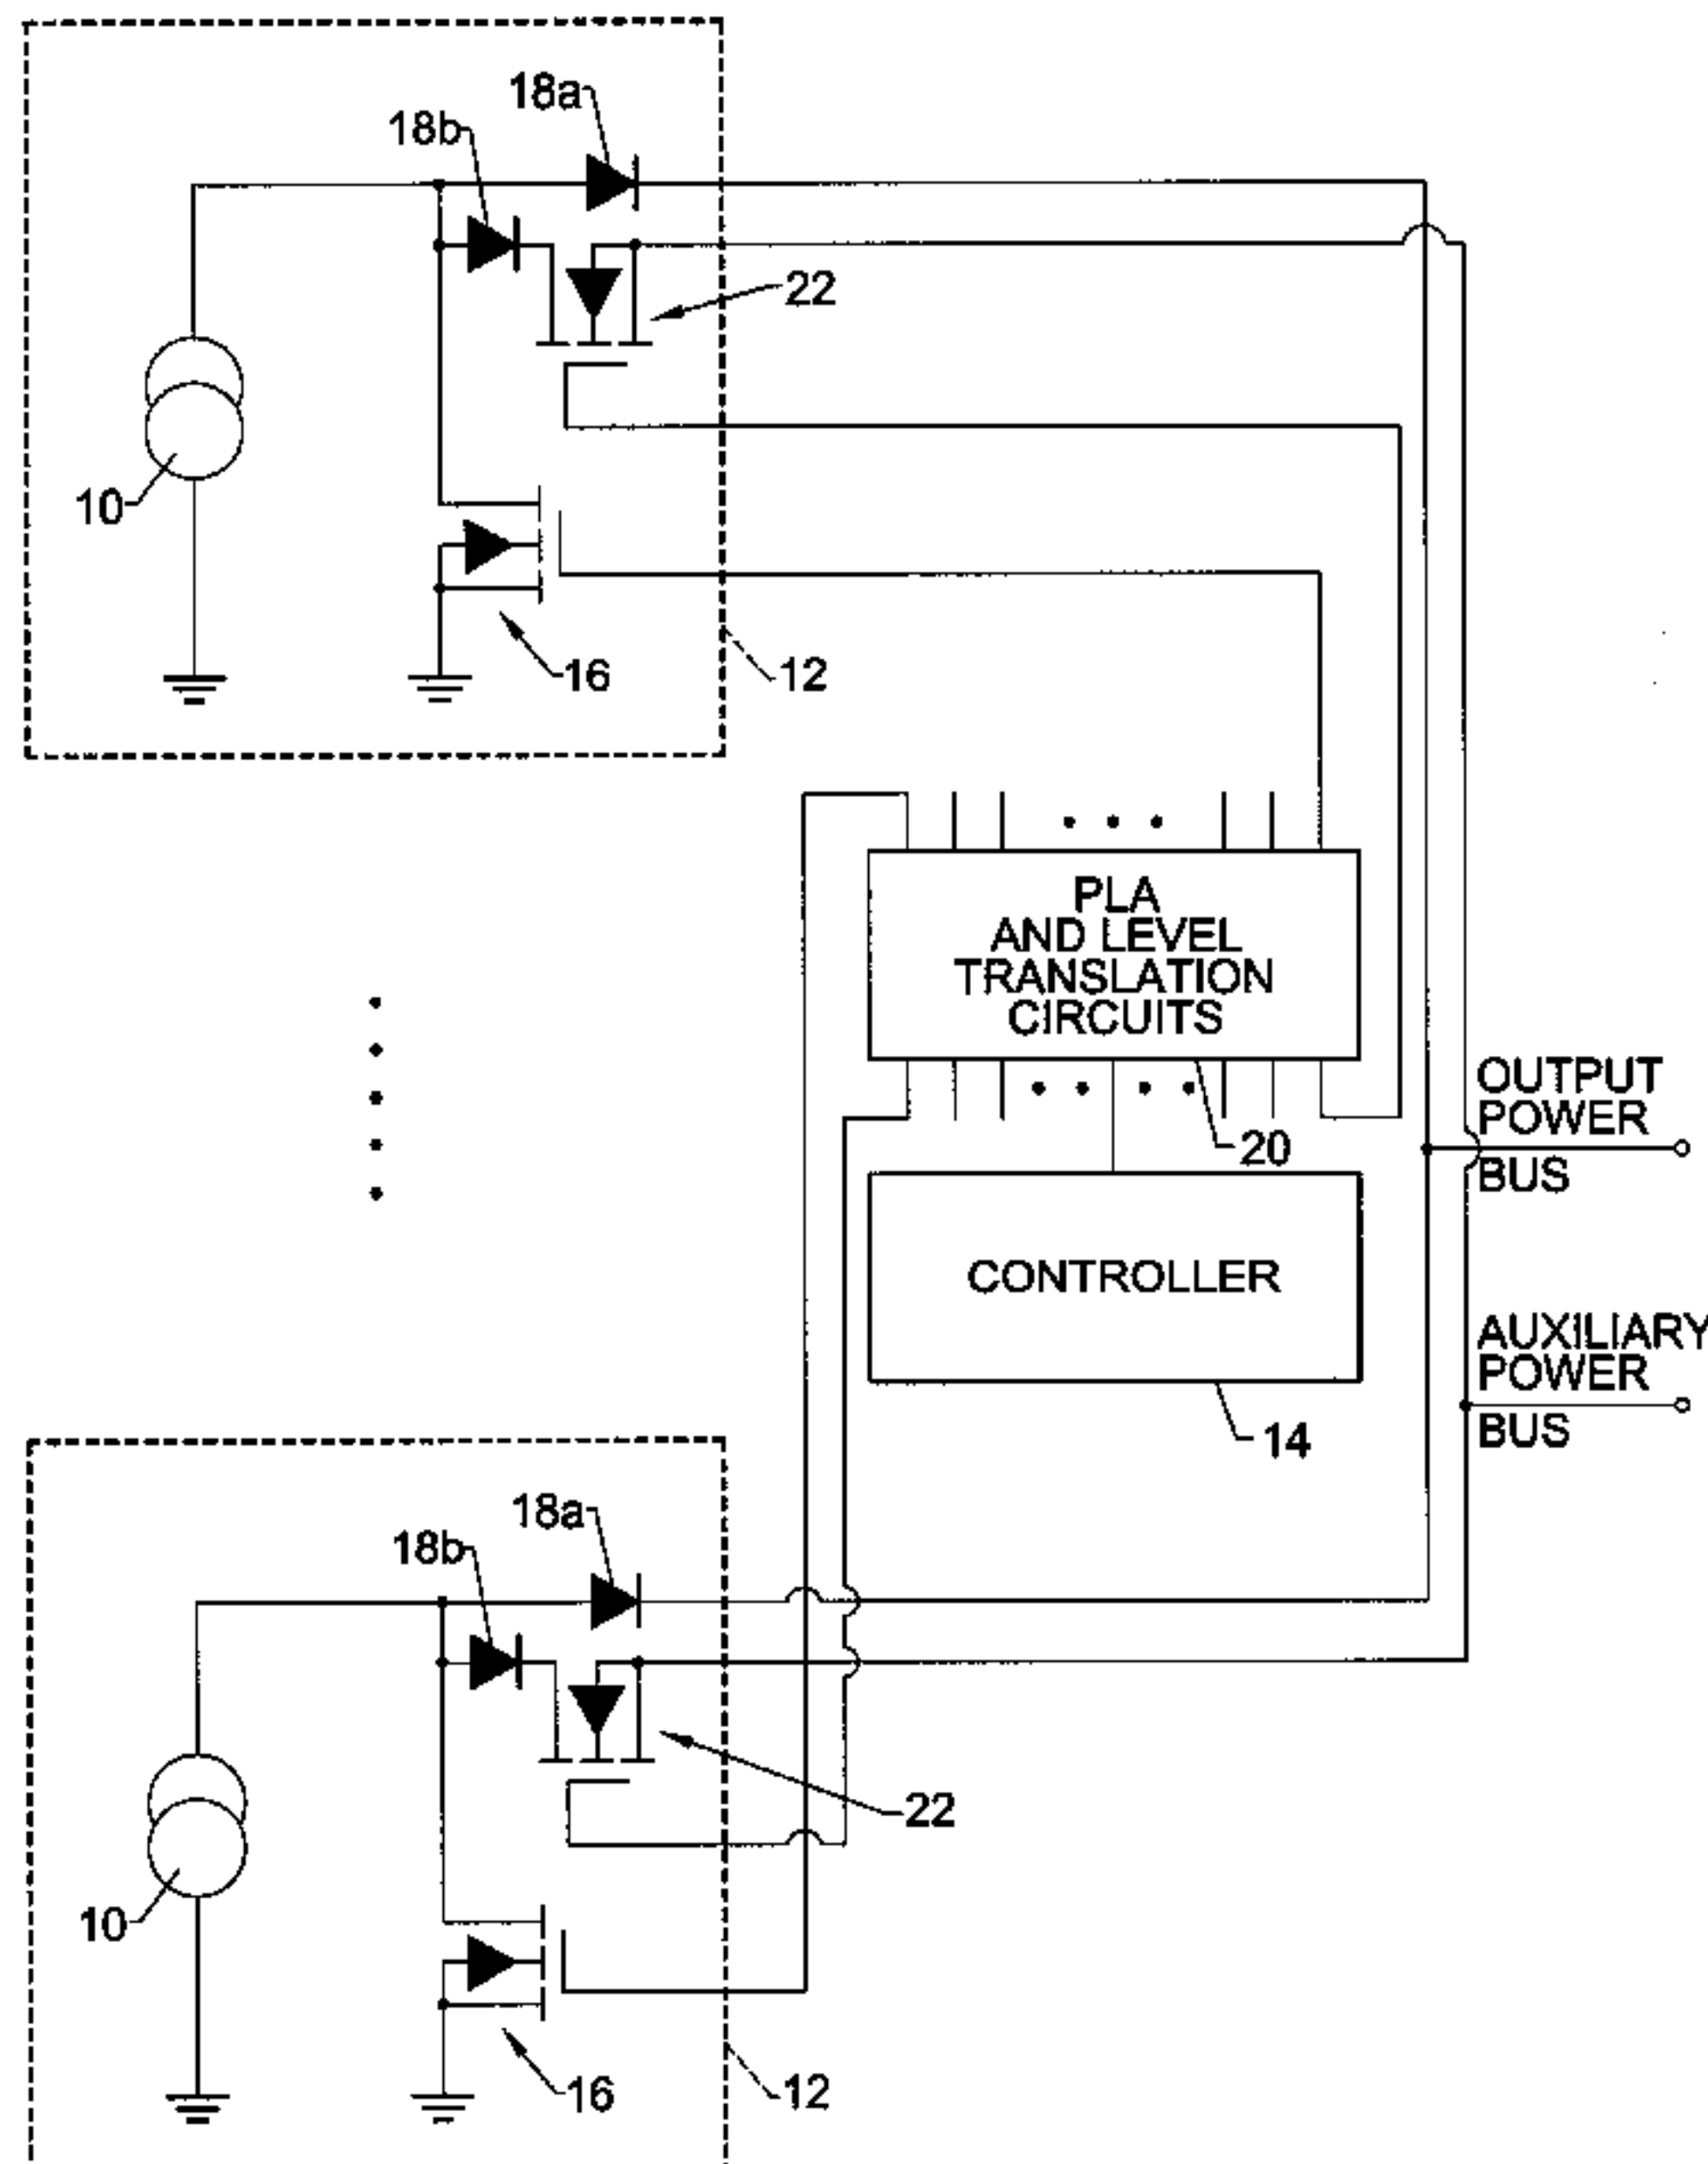 18a
18b
22
10
16
12
PLA
AND LEVEL
TRANSLATION
CIRCUITS
20
OUTPUT
POWER
BUS
CONTROLLER
14
AUXILIARY
POWER
BUS
18a
18b
22
10
16
12